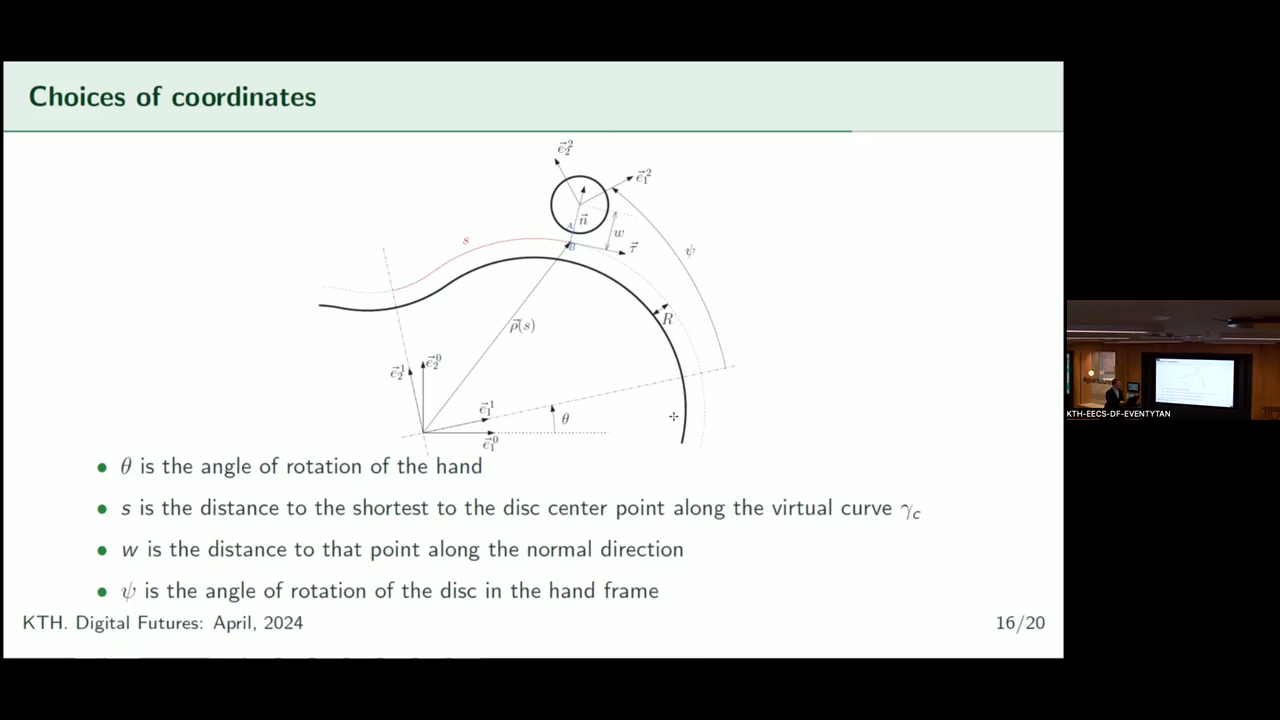 Choices of coordinates
e⃗₂²
e⃗₁²
A
n⃗
w
s
B
τ⃗
ψ
R
ρ⃗(s)
e⃗₂¹
e⃗₂⁰
e⃗₁¹
θ
e⃗₁⁰
• θ is the angle of rotation of the hand
• s is the distance to the shortest to the disc center point along the virtual curve γc
• w is the distance to that point along the normal direction
• ψ is the angle of rotation of the disc in the hand frame
KTH. Digital Futures: April, 2024 16/20
KTH-EECS-DF-EVENTYTAN